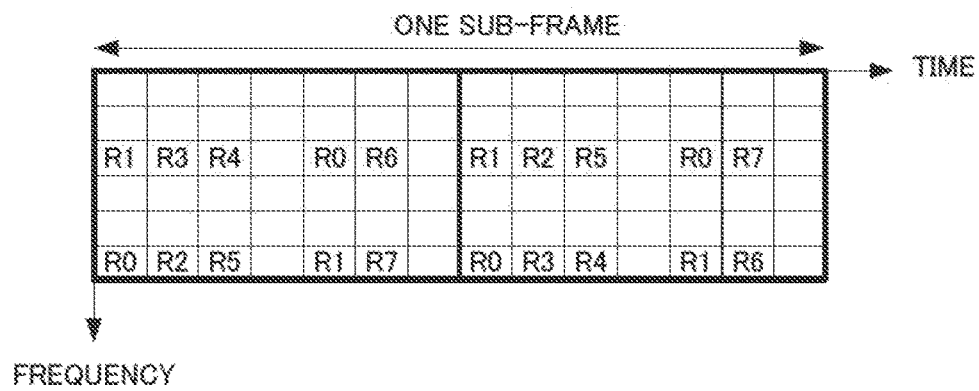 ONE SUB-FRAME
TIME
R1 R3 R4 R0 R6 R1 R2 R5 R0 R7
R0 R2 R5 R1 R7 R0 R3 R4 R1 R6
FREQUENCY